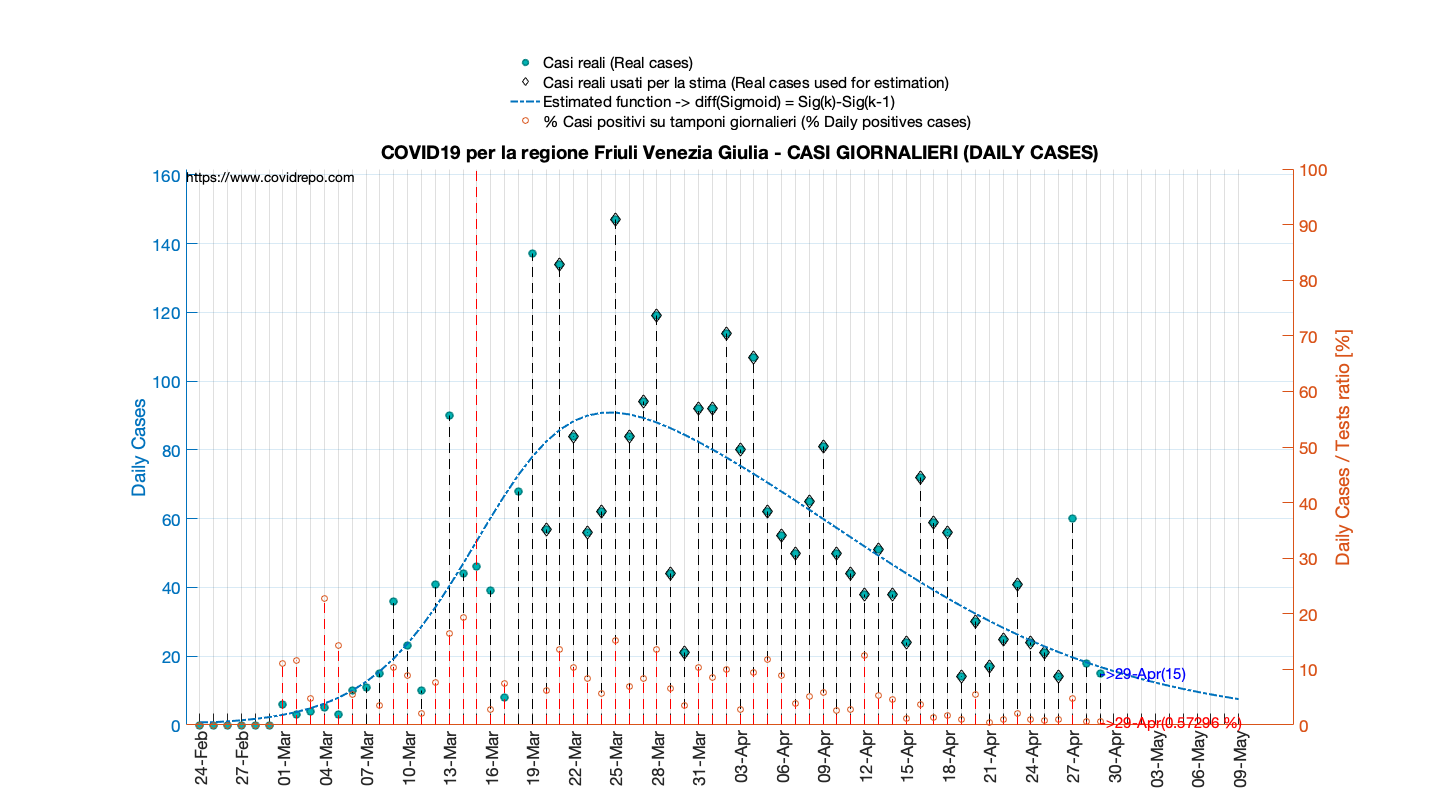 Casi reali (Real cases)
Casi reali usati per la stima (Real cases used for estimation)
Estimated function -> diff(Sigmoid) = Sig(k)-Sig(k-1)
% Casi positivi su tamponi giornalieri (% Daily positives cases)
COVID19 per la regione Friuli Venezia Giulia - CASI GIORNALIERI (DAILY CASES)
https://www.covidrepo.com
160
140
120
100
80
60
40
20
0
Daily Cases
100
90
80
70
60
50
40
30
20
10
0
Daily Cases / Tests ratio [%]
>29-Apr(15)
>29-Apr(0.57296 %)
24-Feb
27-Feb
01-Mar
04-Mar
07-Mar
10-Mar
13-Mar
16-Mar
19-Mar
22-Mar
25-Mar
28-Mar
31-Mar
03-Apr
06-Apr
09-Apr
12-Apr
15-Apr
18-Apr
21-Apr
24-Apr
27-Apr
30-Apr
03-May
06-May
09-May